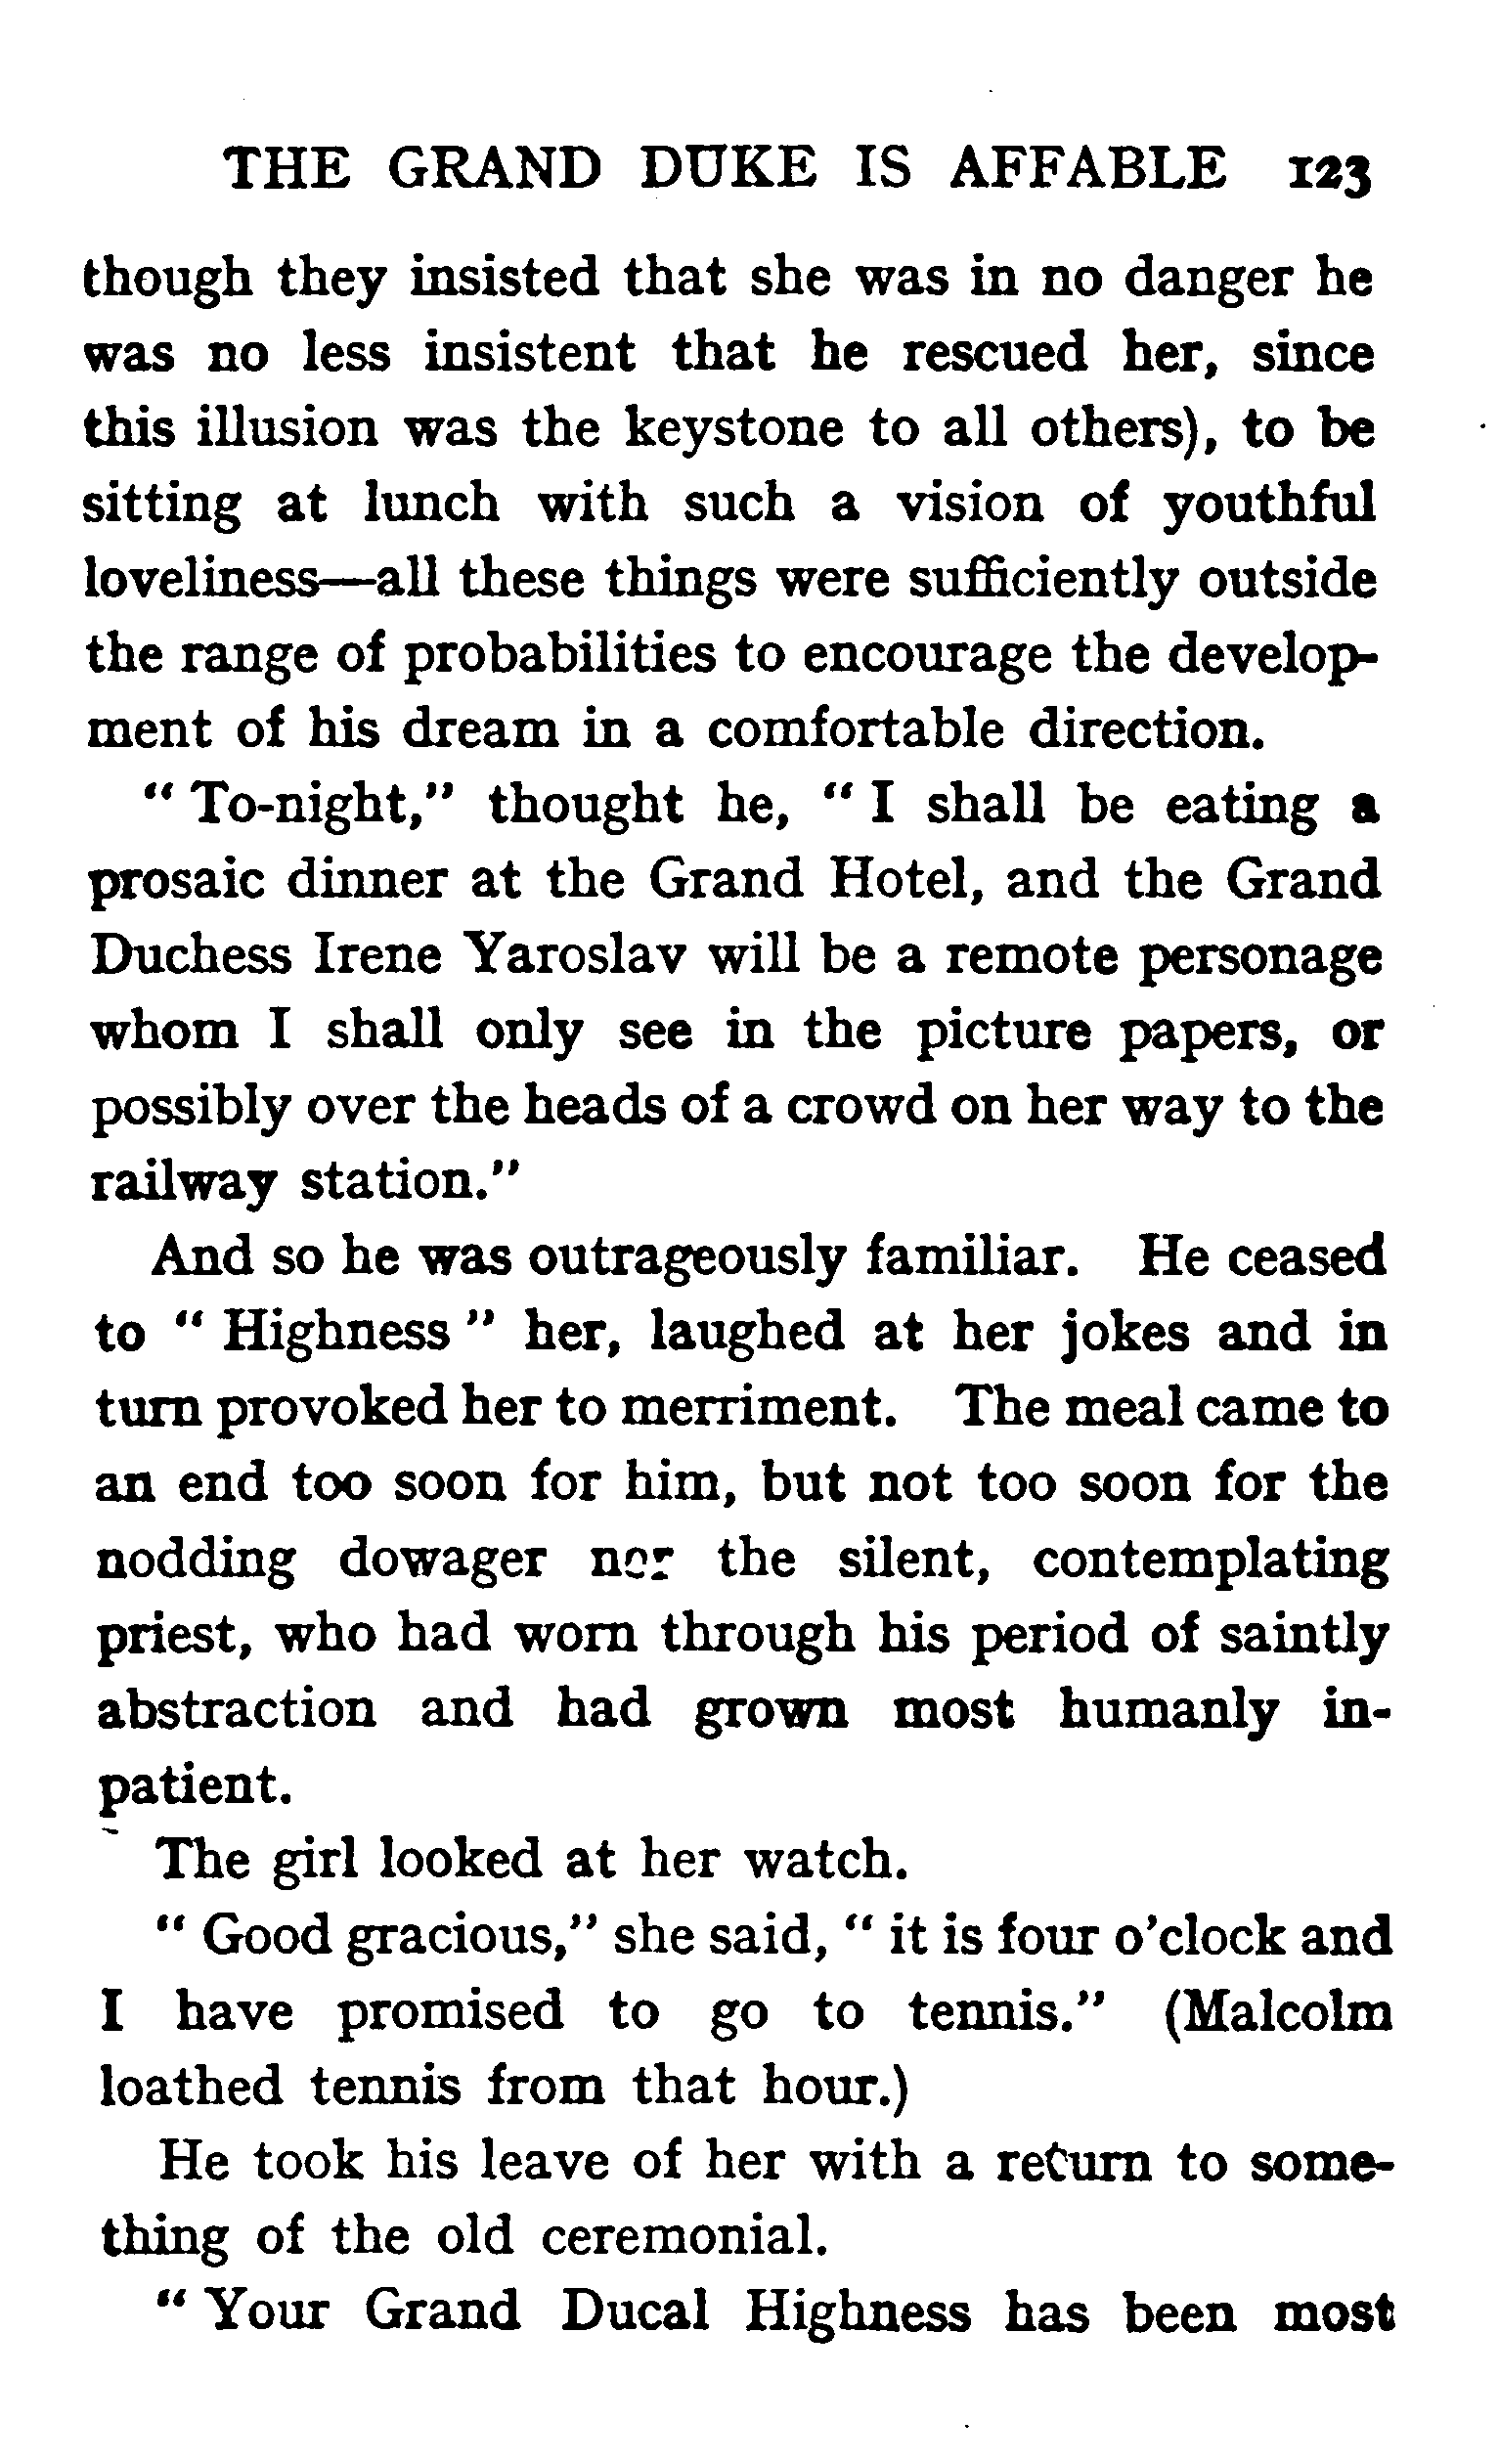 THE GRAND DUKE IS AFFABLE 123
though they insisted that she was in no danger he
was no less insistent that he rescued her, since
this illusion was the keystone to all others), to be
sitting at lunch with such a vision of youthful
loveliness—all these things were sufficiently outside
the range of probabilities to encourage the develop-
ment of his dream in a comfortable direction.
" To-night," thought he, " I shall be eating a
prosaic dinner at the Grand Hotel, and the Grand
Duchess Irene Yaroslav will be a remote personage
whom I shall only see in the picture papers, or
possibly over the heads of a crowd on her way to the
railway station."
And so he was outrageously familiar. He ceased
to " Highness " her, laughed at her jokes and in
turn provoked her to merriment. The meal came to
an end too soon for him, but not too soon for the
nodding dowager nor the silent, contemplating
priest, who had worn through his period of saintly
abstraction and had grown most humanly in-
patient.
The girl looked at her watch.
" Good gracious," she said, " it is four o'clock and
I have promised to go to tennis." (Malcolm
loathed tennis from that hour.)
He took his leave of her with a return to some-
thing of the old ceremonial.
" Your Grand Ducal Highness has been most